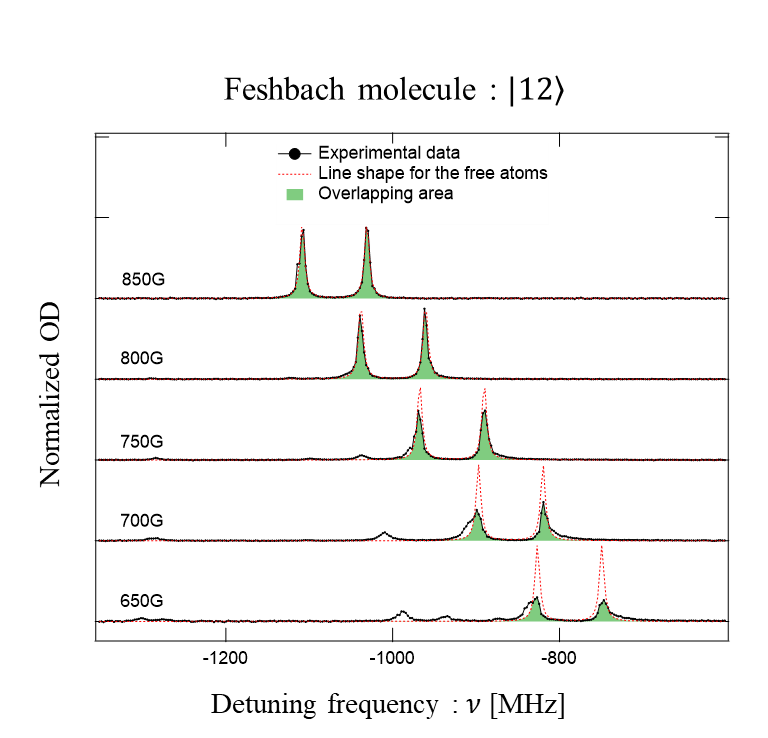 Feshbach molecule : |12⟩
Experimental data
Line shape for the free atoms
Overlapping area
850G
800G
750G
700G
650G
Normalized OD
-1200 -1000 -800
Detuning frequency : ν [MHz]